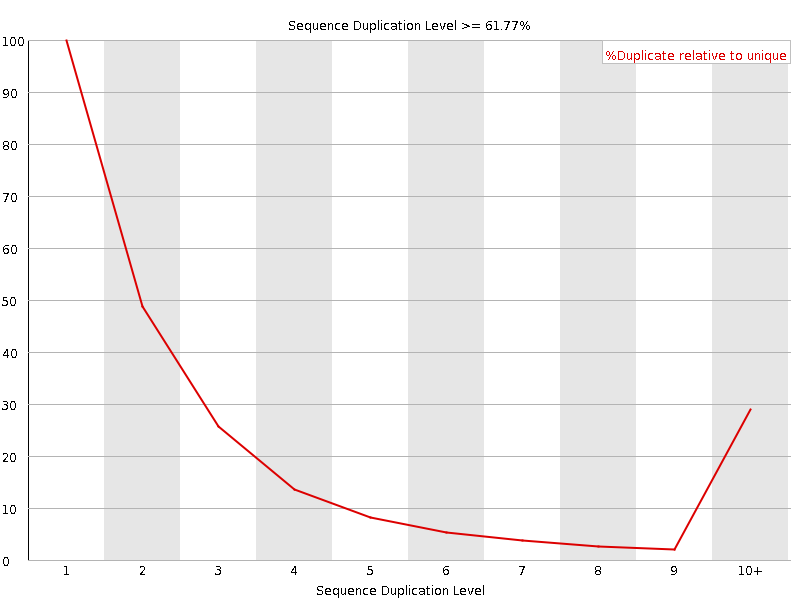 Sequence Duplication Level >= 61.77%
%Duplicate relative to unique
100
90
80
70
60
50
40
30
20
10
0
1 2 3 4 5 6 7 8 9 10+
Sequence Duplication Level